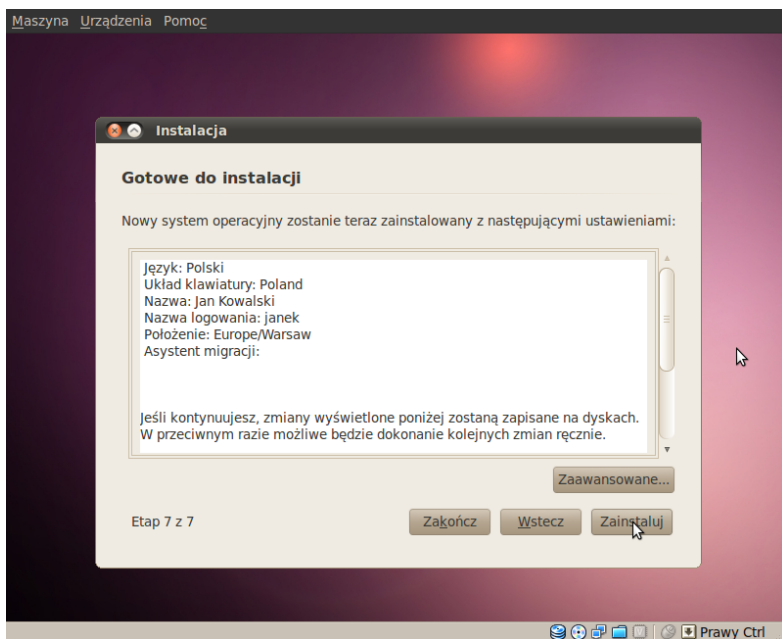 Maszyna Urządzenia Pomoc
Instalacja
Gotowe do instalacji
Nowy system operacyjny zostanie teraz zainstalowany z następującymi ustawieniami:
Język: Polski
Układ klawiatury: Poland
Nazwa: Jan Kowalski
Nazwa logowania: janek
Położenie: Europe/Warsaw
Asystent migracji:
Jeśli kontynuujesz, zmiany wyświetlone poniżej zostaną zapisane na dyskach.
W przeciwnym razie możliwe będzie dokonanie kolejnych zmian ręcznie.
Zaawansowane...
Etap 7 z 7 Zakończ Wstecz Zainstaluj
Prawy Ctrl